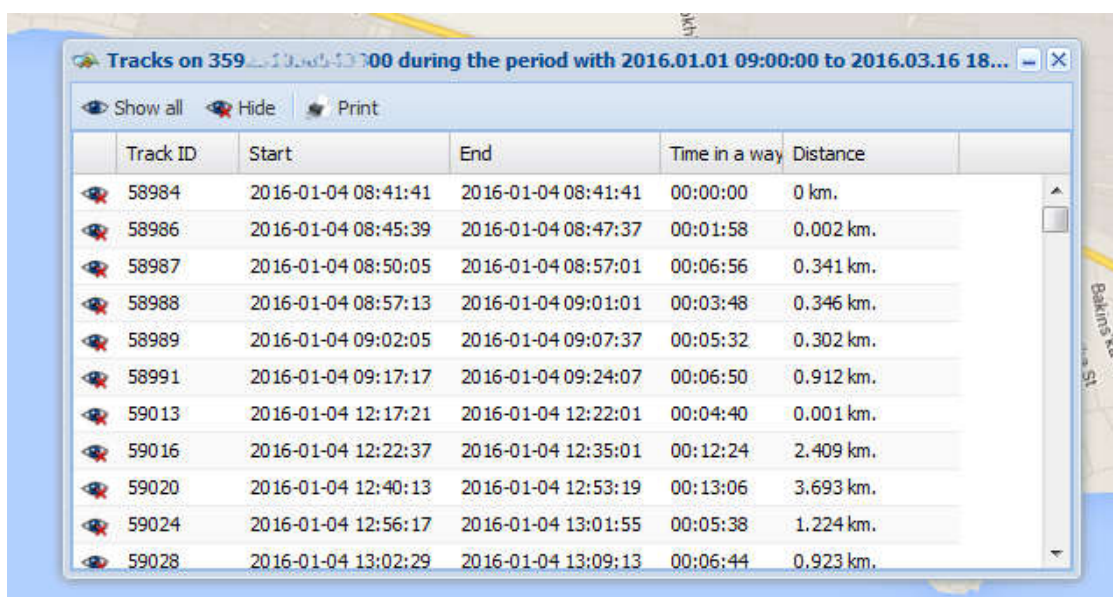 Tracks on 359 00 during the period with 2016.01.01 09:00:00 to 2016.03.16 18...
Show all Hide Print
Track ID Start End Time in a way Distance
58984 2016-01-04 08:41:41 2016-01-04 08:41:41 00:00:00 0 km.
58986 2016-01-04 08:45:39 2016-01-04 08:47:37 00:01:58 0.002 km.
58987 2016-01-04 08:50:05 2016-01-04 08:57:01 00:06:56 0.341 km.
58988 2016-01-04 08:57:13 2016-01-04 09:01:01 00:03:48 0.346 km.
58989 2016-01-04 09:02:05 2016-01-04 09:07:37 00:05:32 0.302 km.
58991 2016-01-04 09:17:17 2016-01-04 09:24:07 00:06:50 0.912 km.
59013 2016-01-04 12:17:21 2016-01-04 12:22:01 00:04:40 0.001 km.
59016 2016-01-04 12:22:37 2016-01-04 12:35:01 00:12:24 2.409 km.
59020 2016-01-04 12:40:13 2016-01-04 12:53:19 00:13:06 3.693 km.
59024 2016-01-04 12:56:17 2016-01-04 13:01:55 00:05:38 1.224 km.
59028 2016-01-04 13:02:29 2016-01-04 13:09:13 00:06:44 0.923 km.
St